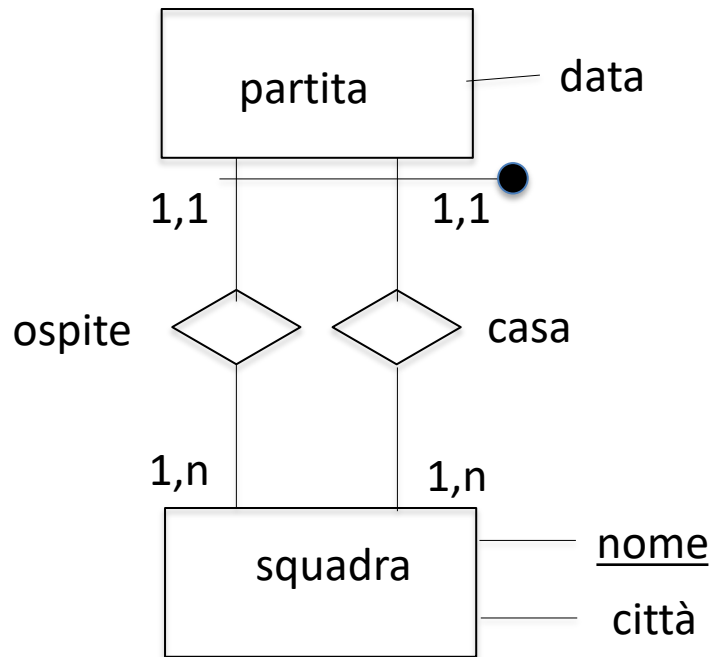 partita
data
1,1
1,1
ospite
casa
1,n
1,n
squadra
nome
città